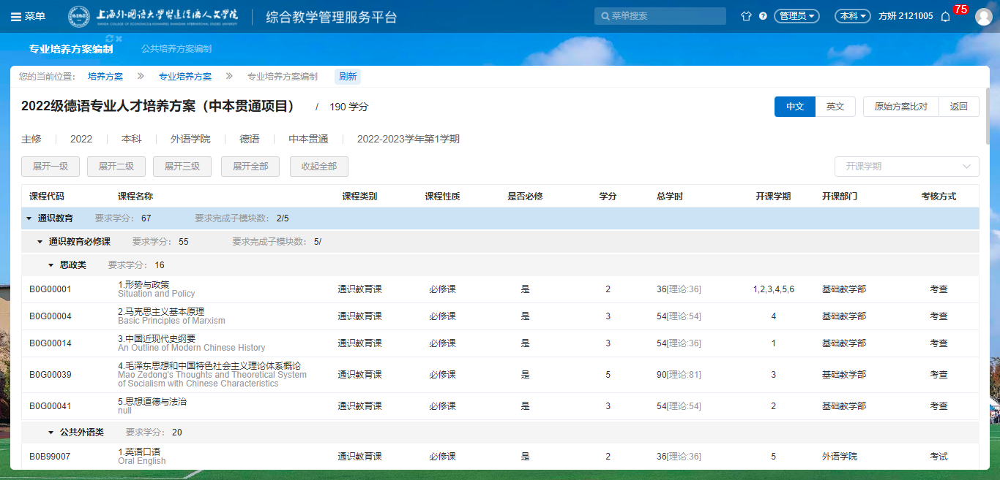 菜单
上海外国语大学贤达经济人文学院
XIANDA COLLEGE OF ECONOMICS & HUMANITIES SHANGHAI INTERNATIONAL STUDIES UNIVERSITY
综合教学管理服务平台
菜单搜索
管理员
本科
方妍 2121005
75
专业培养方案编制
公共培养方案编制
您的当前位置: 培养方案 专业培养方案 专业培养方案编制 刷新
2022级德语专业人才培养方案（中本贯通项目） / 190 学分
中文 英文 原始方案比对 返回
主修 2022 本科 外语学院 德语 中本贯通 2022-2023学年第1学期
展开一级 展开二级 展开三级 展开全部 收起全部 开课学期
课程代码 课程名称 课程类别 课程性质 是否必修 学分 总学时 开课学期 开课部门 考核方式
通识教育 要求学分: 67 要求完成子模块数: 2/5
通识教育必修课 要求学分: 55 要求完成子模块数: 5/
思政类 要求学分: 16
B0G00001 1.形势与政策 通识教育课 必修课 是 2 36[理论:36] 1,2,3,4,5,6 基础教学部 考查
Situation and Policy
B0G00004 2.马克思主义基本原理 通识教育课 必修课 是 3 54[理论:54] 4 基础教学部 考查
Basic Principles of Marxism
B0G00014 3.中国近现代史纲要 通识教育课 必修课 是 3 54[理论:36] 1 基础教学部 考查
An Outline of Modern Chinese History
B0G00039 4.毛泽东思想和中国特色社会主义理论体系概论 通识教育课 必修课 是 5 90[理论:81] 3 基础教学部 考查
Mao Zedong's Thoughts and Theoretical System
of Socialism with Chinese Characteristics
B0G00041 5.思想道德与法治 通识教育课 必修课 是 3 54[理论:54] 2 基础教学部 考查
null
公共外语类 要求学分: 20
B0B99007 1.英语口语 通识教育课 必修课 是 2 36[理论:36] 5 外语学院 考试
Oral English